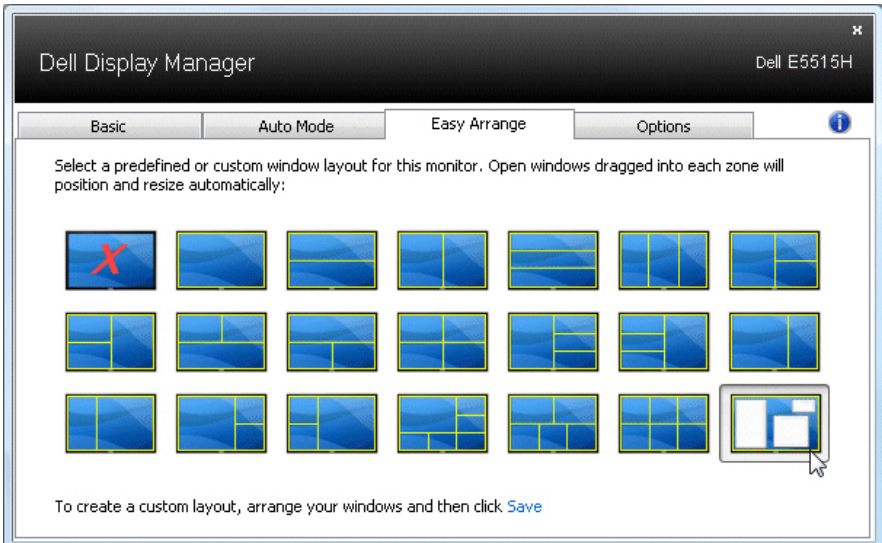 x
Dell Display Manager
Dell E5515H
Basic
Auto Mode
Easy Arrange
Options
i
Select a predefined or custom window layout for this monitor. Open windows dragged into each zone will
position and resize automatically:
X
To create a custom layout, arrange your windows and then click Save